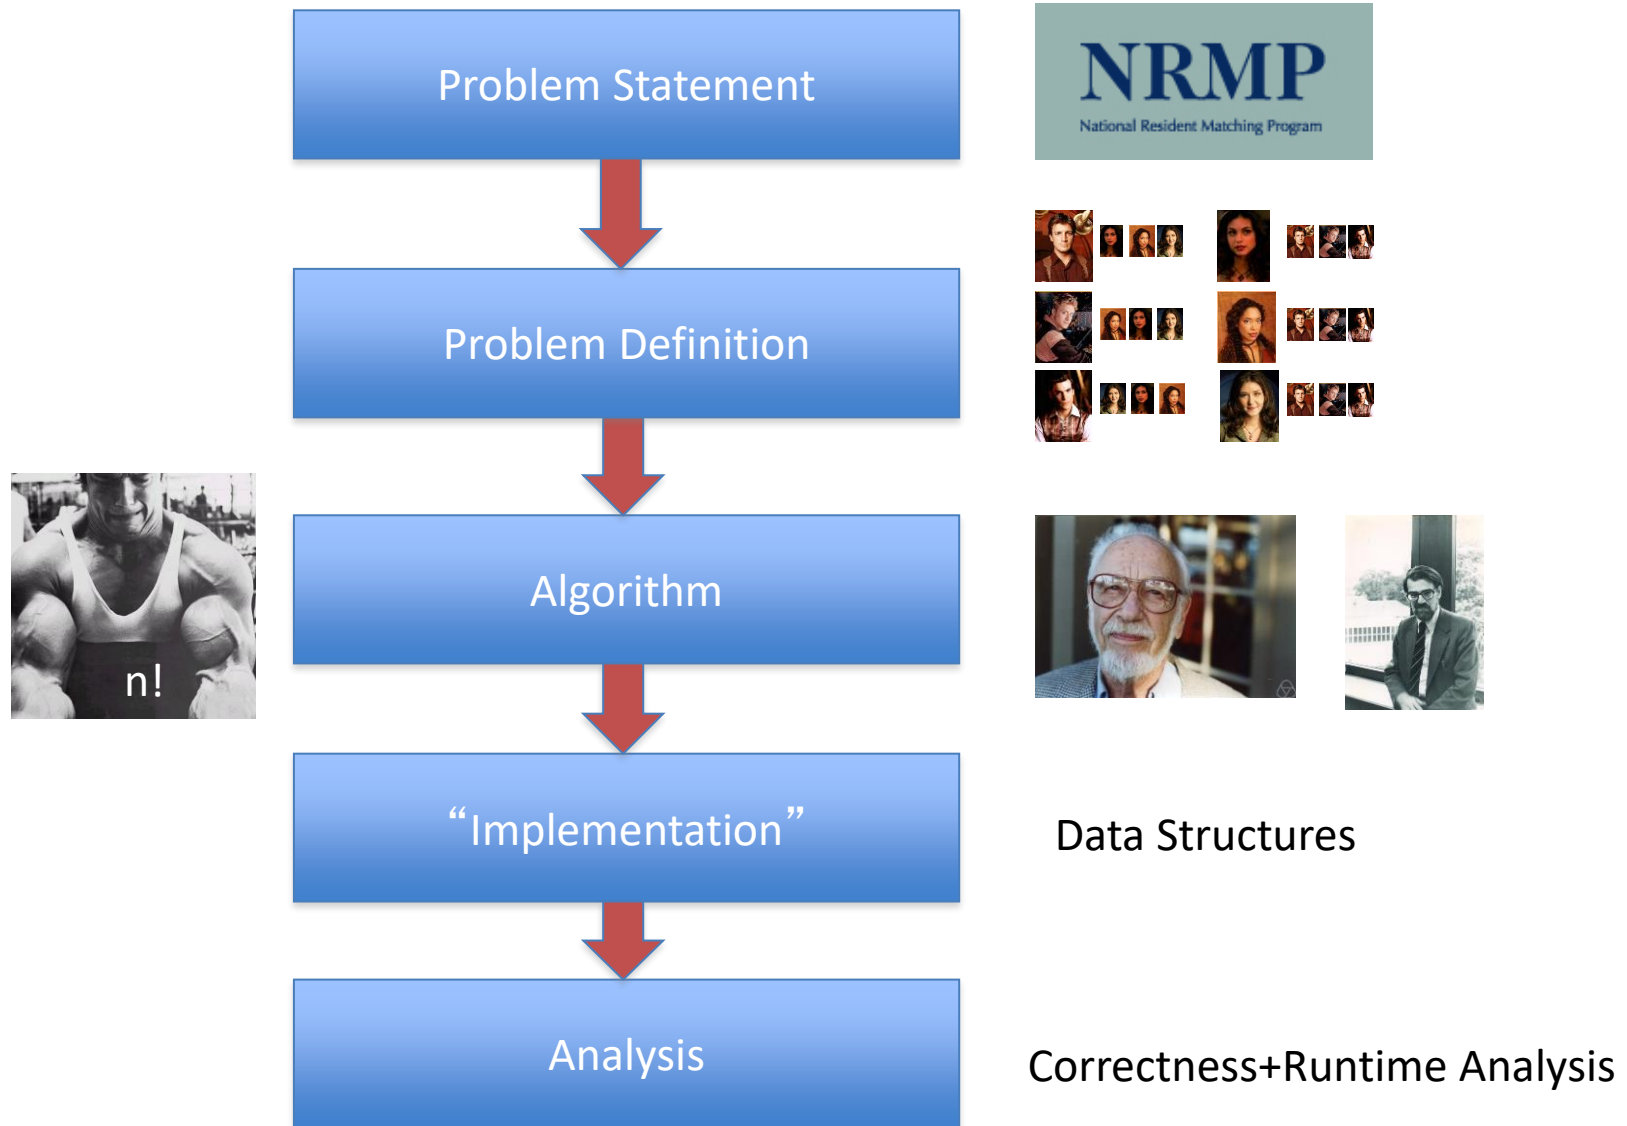 Problem Statement
NRMP
National Resident Matching Program
Problem Definition
n!
Algorithm
“Implementation”
Data Structures
Analysis
Correctness+Runtime Analysis